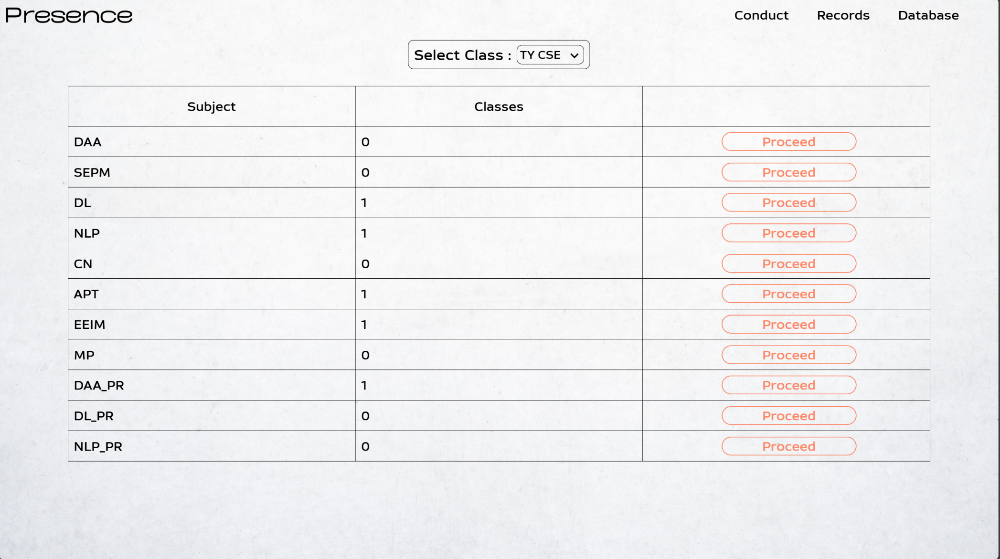 Presence Conduct Records Database
Select Class : TY CSE
Subject Classes
DAA 0 Proceed
SEPM 0 Proceed
DL 1 Proceed
NLP 1 Proceed
CN 0 Proceed
APT 1 Proceed
EEIM 1 Proceed
MP 0 Proceed
DAA_PR 1 Proceed
DL_PR 0 Proceed
NLP_PR 0 Proceed